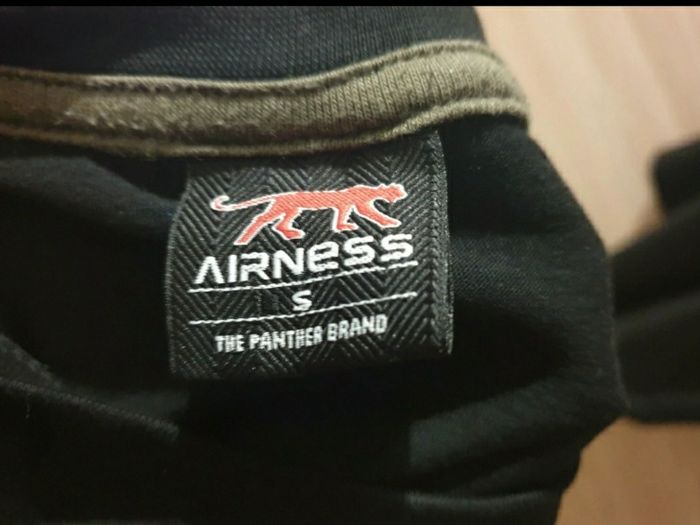 AIRNESS
S
THE PANTHER BRAND